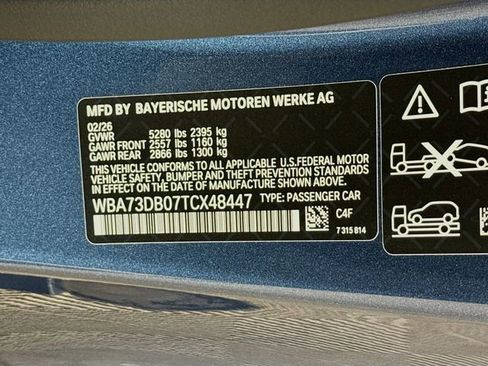 MFD BY BAYERISCHE MOTOREN WERKE AG
02/26
GVWR 5280 lbs 2395 kg
GAWR FRONT 2557 lbs 1160 kg
GAWR REAR 2866 lbs 1300 kg
THIS VEHICLE CONFORMS TO ALL APPLICABLE U.S.FEDERAL MOTOR
VEHICLE SAFETY, BUMPER, AND THEFT PREVENTION STANDARDS
IN EFFECT ON THE DATE OF MANUFACTURE SHOWN ABOVE.
WBA73DB07TCX48447 TYPE: PASSENGER CAR
C4F
7 315 814